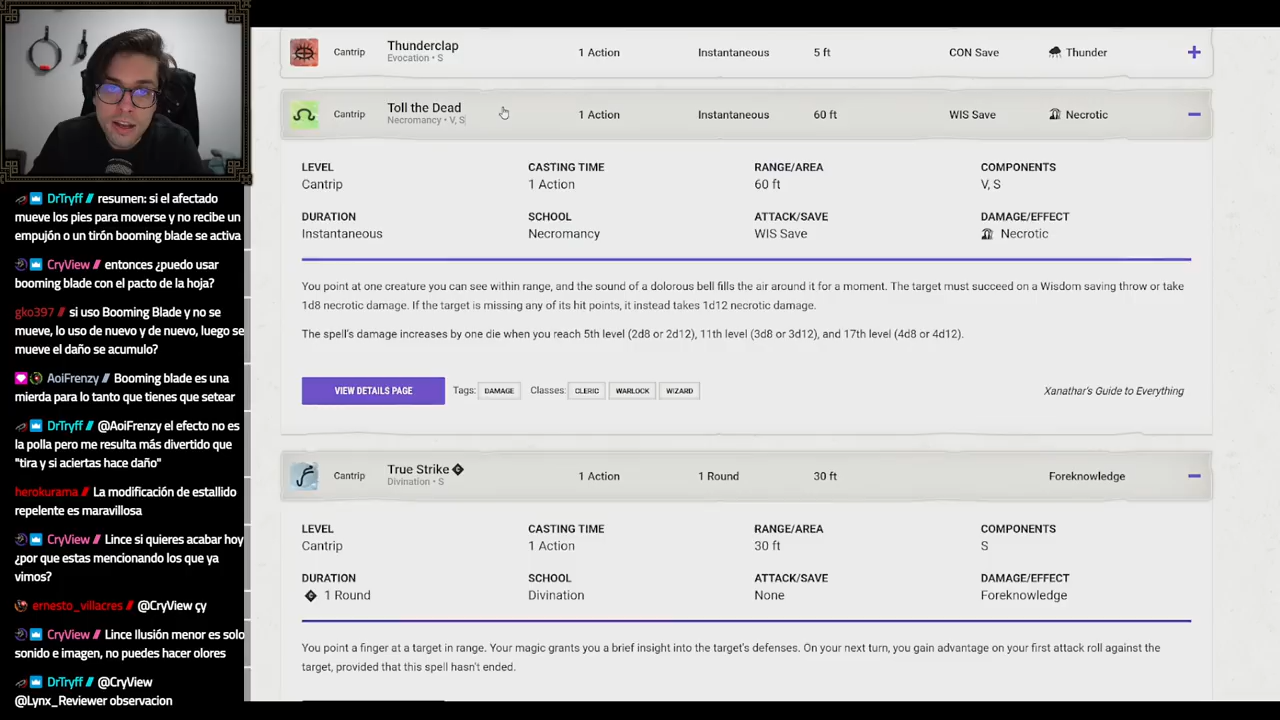 DrTryff // resumen: si el afectado
mueve los pies para moverse y no recibe un
empujón o un tirón booming blade se activa
CryView // entonces ¿puedo usar
booming blade con el pacto de la hoja?
gko397 // si uso Booming Blade y no se
mueve, lo uso de nuevo y de nuevo, luego se
mueve el daño se acumulo?
AoiFrenzy // Booming blade es una
mierda para lo tanto que tienes que setear
DrTryff // @AoiFrenzy el efecto no es
la polla pero me resulta más divertido que
"tira y si aciertas hace daño"
herokurama // La modificación de estallido
repelente es maravillosa
CryView // Lince si quieres acabar hoy
¿por que estas mencionando los que ya
vimos?
ernesto_villacres // @CryView çy
CryView // Lince Ilusión menor es solo
sonido e imagen, no puedes hacer olores
DrTryff // @CryView
@Lynx_Reviewer observacion
Cantrip Thunderclap 1 Action Instantaneous 5 ft CON Save Thunder
Evocation • S
Cantrip Toll the Dead 1 Action Instantaneous 60 ft WIS Save Necrotic
Necromancy • V, S
LEVEL CASTING TIME RANGE/AREA COMPONENTS
Cantrip 1 Action 60 ft V, S
DURATION SCHOOL ATTACK/SAVE DAMAGE/EFFECT
Instantaneous Necromancy WIS Save Necrotic
You point at one creature you can see within range, and the sound of a dolorous bell fills the air around it for a moment. The target must succeed on a Wisdom saving throw or take
1d8 necrotic damage. If the target is missing any of its hit points, it instead takes 1d12 necrotic damage.
The spell's damage increases by one die when you reach 5th level (2d8 or 2d12), 11th level (3d8 or 3d12), and 17th level (4d8 or 4d12).
VIEW DETAILS PAGE Tags: DAMAGE Classes: CLERIC WARLOCK WIZARD Xanathar's Guide to Everything
Cantrip True Strike 1 Action 1 Round 30 ft Foreknowledge
Divination • S
LEVEL CASTING TIME RANGE/AREA COMPONENTS
Cantrip 1 Action 30 ft S
DURATION SCHOOL ATTACK/SAVE DAMAGE/EFFECT
1 Round Divination None Foreknowledge
You point a finger at a target in range. Your magic grants you a brief insight into the target's defenses. On your next turn, you gain advantage on your first attack roll against the
target, provided that this spell hasn't ended.